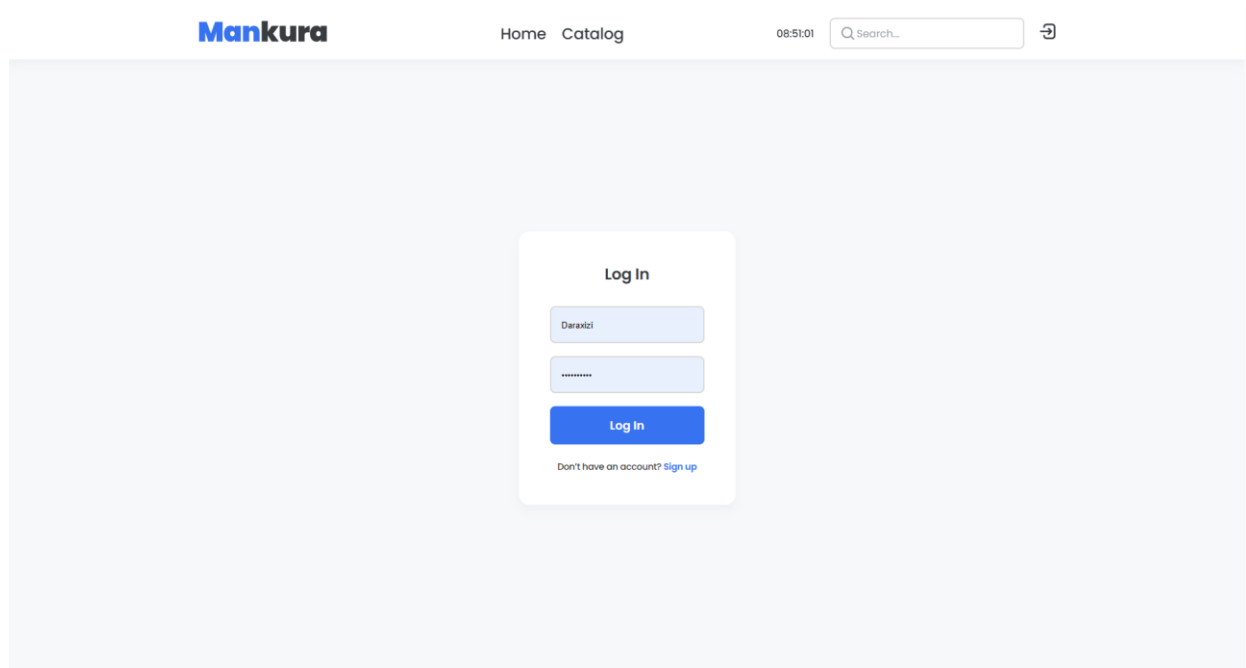 Mankura
Home Catalog
08:51:01
Search...
Log In
Daraxizi
••••••••••
Log In
Don't have an account? Sign up